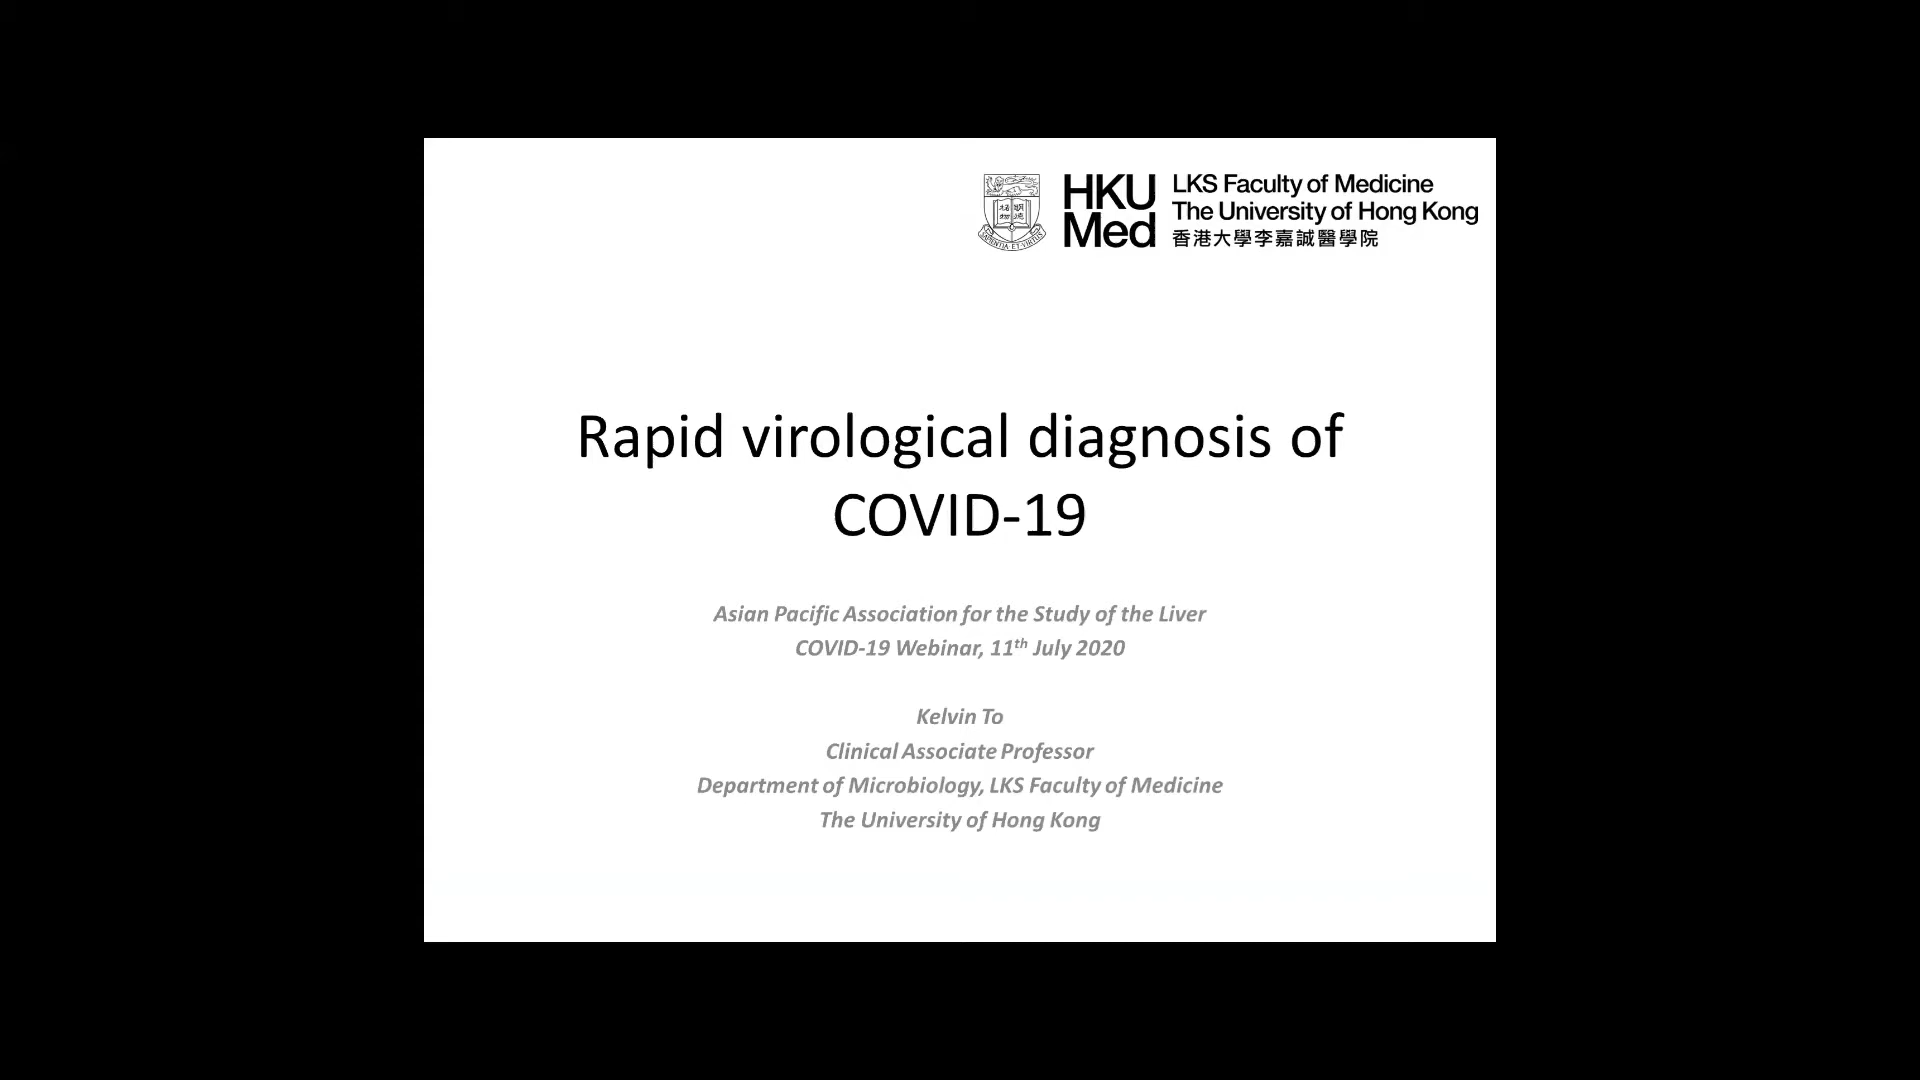 HKU
Med
LKS Faculty of Medicine
The University of Hong Kong
香港大學李嘉誠醫學院
SAPIENTIA ET VIRTUS
Rapid virological diagnosis of
COVID-19
Asian Pacific Association for the Study of the Liver
COVID-19 Webinar, 11th July 2020
Kelvin To
Clinical Associate Professor
Department of Microbiology, LKS Faculty of Medicine
The University of Hong Kong